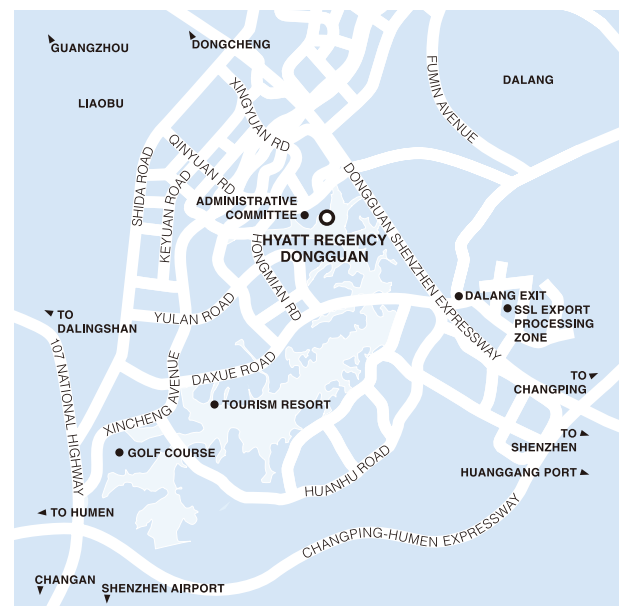 GUANGZHOU
DONGCHENG
LIAOBU
DALANG
FUMIN AVENUE
XINGYUAN RD
QINYUAN RD
SHIDA ROAD
KEYUAN ROAD
DONGGUAN SHENZHEN EXPRESSWAY
ADMINISTRATIVE
COMMITTEE
HYATT REGENCY
DONGGUAN
HONGMIAN RD
DALANG EXIT
SSL EXPORT
PROCESSING
ZONE
TO
DALINGSHAN
YULAN ROAD
107 NATIONAL HIGHWAY
DAXUE ROAD
XINCHENG AVENUE
TO
CHANGPING
TOURISM RESORT
TO
SHENZHEN
GOLF COURSE
HUANGGANG PORT
HUANHU ROAD
TO HUMEN
CHANGPING-HUMEN EXPRESSWAY
CHANGAN
SHENZHEN AIRPORT